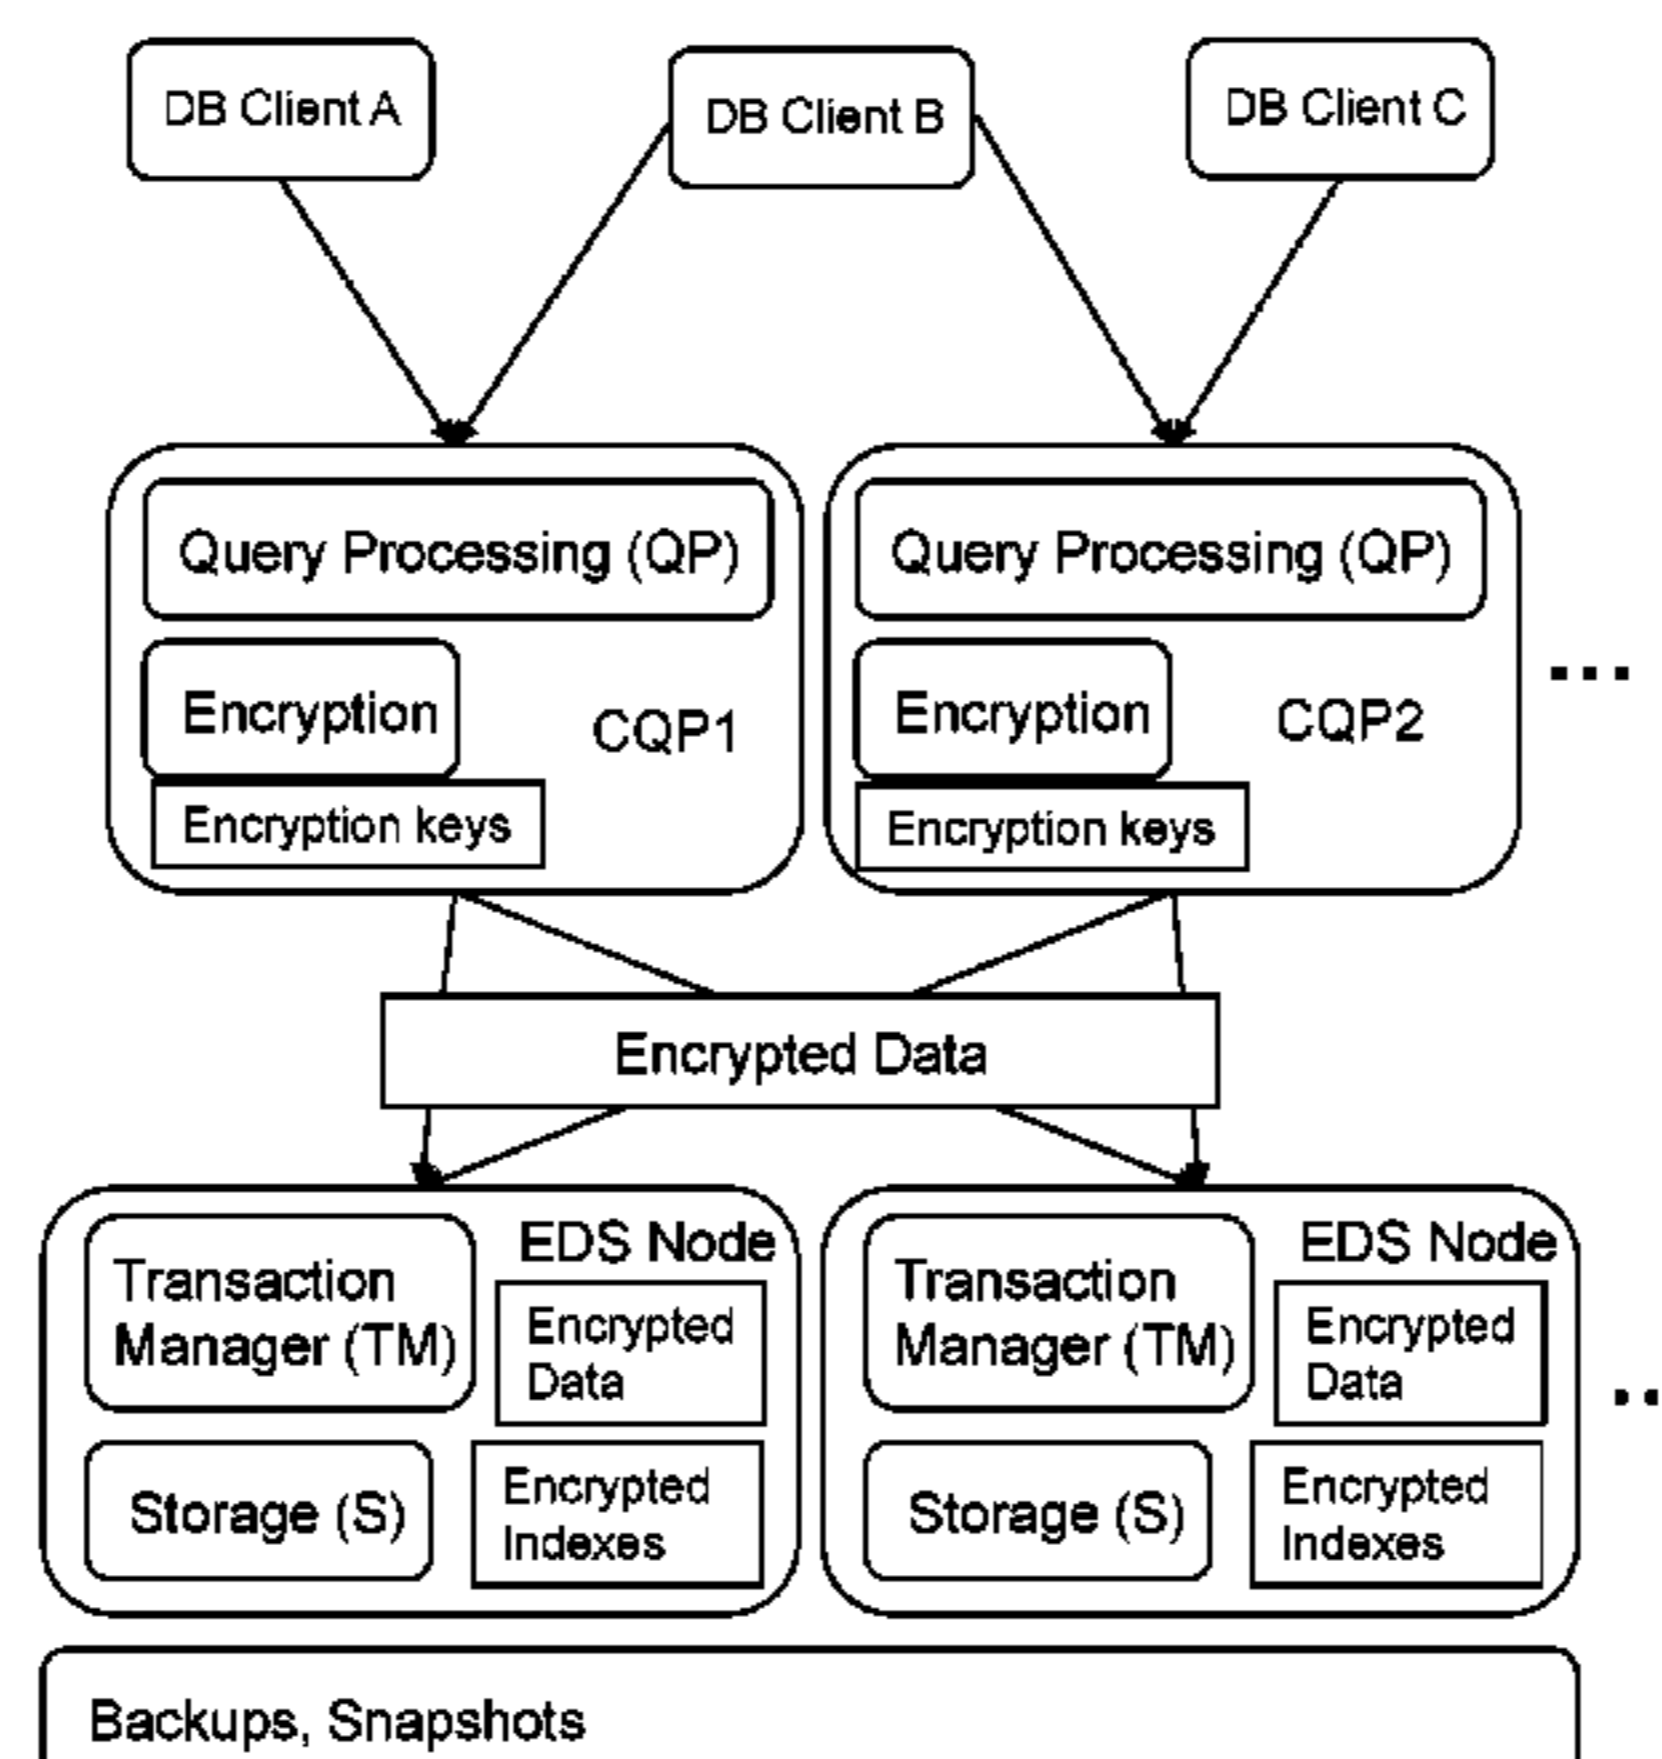 DB Client A
DB Client B
DB Client C
Query Processing (QP)
Query Processing (QP)
Encryption
CQP1
Encryption
CQP2
...
Encryption keys
Encryption keys
Encrypted Data
EDS Node
Transaction
Manager (TM)
Encrypted
Data
Storage (S)
Encrypted
Indexes
EDS Node
Transaction
Manager (TM)
Encrypted
Data
..
Storage (S)
Encrypted
Indexes
Backups, Snapshots